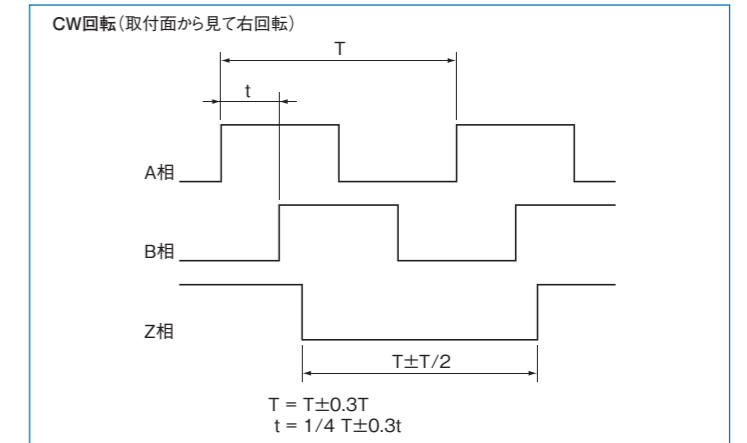 CW回転（取付面から見て右回転）
T
t
A相
B相
Z相
T±T/2
T = T±0.3T
t = 1/4 T±0.3t